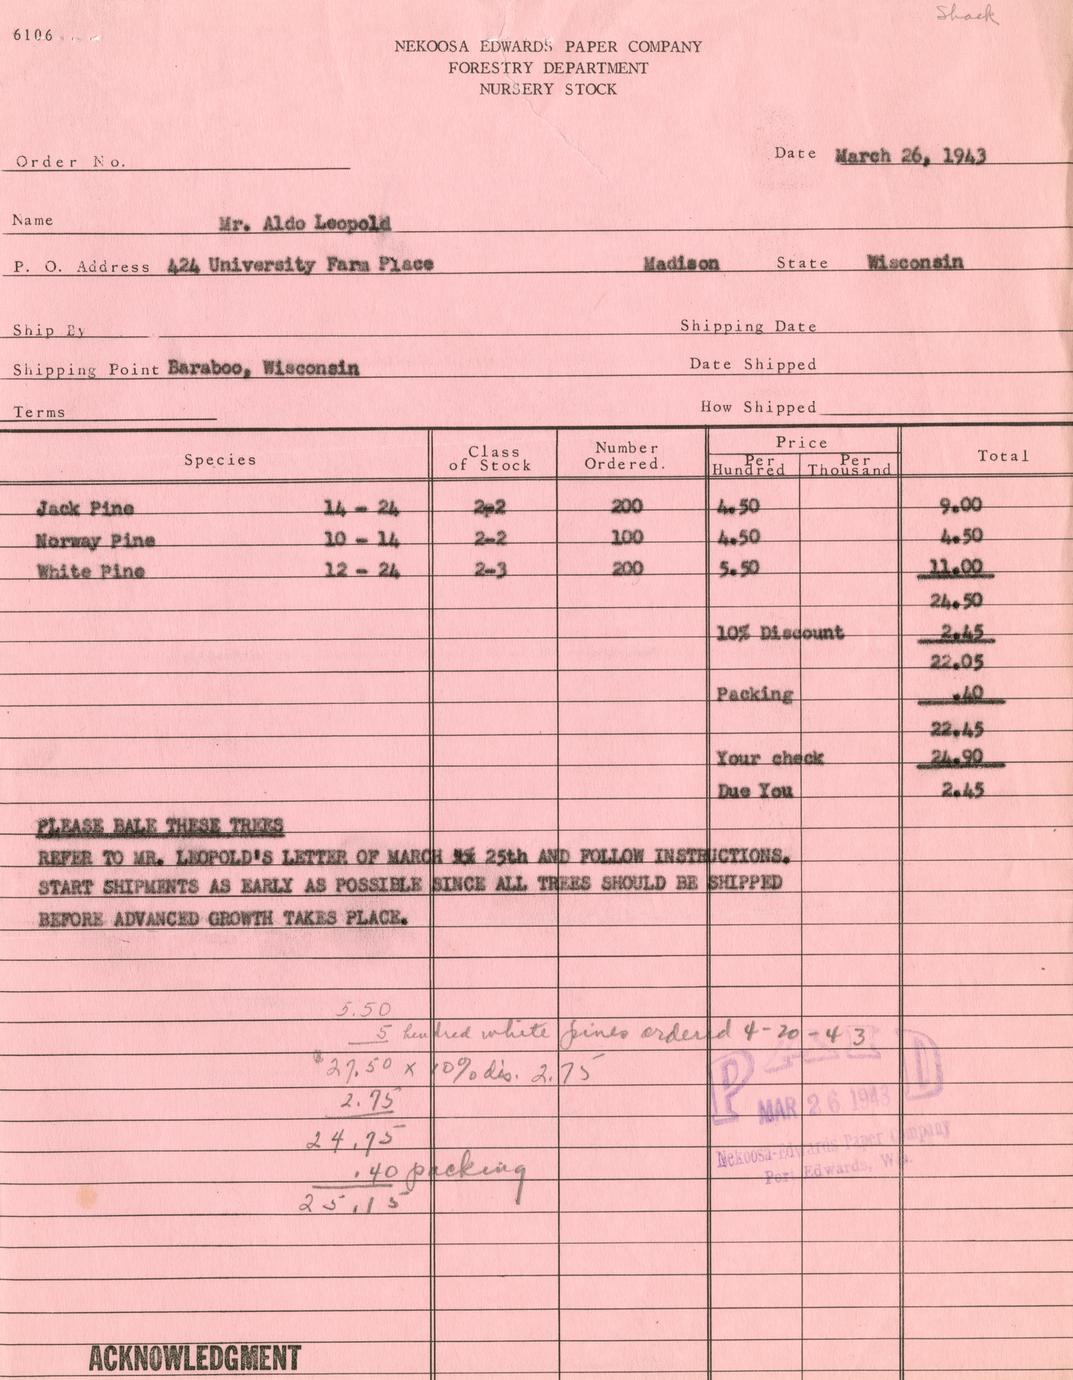 Shack
6106
NEKOOSA EDWARDS PAPER COMPANY
FORESTRY DEPARTMENT
NURSERY STOCK
Order No.
Date March 26, 1943
Name Mr. Aldo Leopold
P. O. Address 424 University Farm Place Madison State Wisconsin
Ship By Shipping Date
Shipping Point Baraboo, Wisconsin Date Shipped
Terms How Shipped
Species Class of Stock Number Ordered. Price Per Hundred Per Thousand Total
Jack Pine 14 - 24 2-2 200 4.50 9.00
Norway Pine 10 - 14 2-2 100 4.50 4.50
White Pine 12 - 24 2-3 200 5.50 11.00
24.50
10% Discount 2.45
22.05
Packing .40
22.45
Your check 24.90
Due You 2.45
PLEASE BALE THESE TREES
REFER TO MR. LEOPOLD'S LETTER OF MARCH 25th AND FOLLOW INSTRUCTIONS.
START SHIPMENTS AS EARLY AS POSSIBLE SINCE ALL TREES SHOULD BE SHIPPED
BEFORE ADVANCED GROWTH TAKES PLACE.
5.50
5 hundred white pines ordered 4-20-43
$27.50 x 10% dis. 2.75
2.75
24.75
.40 packing
25.15
PAID
MAR 26 1943
Nekoosa-Edwards Paper Company
Port Edwards, Wis.
ACKNOWLEDGMENT